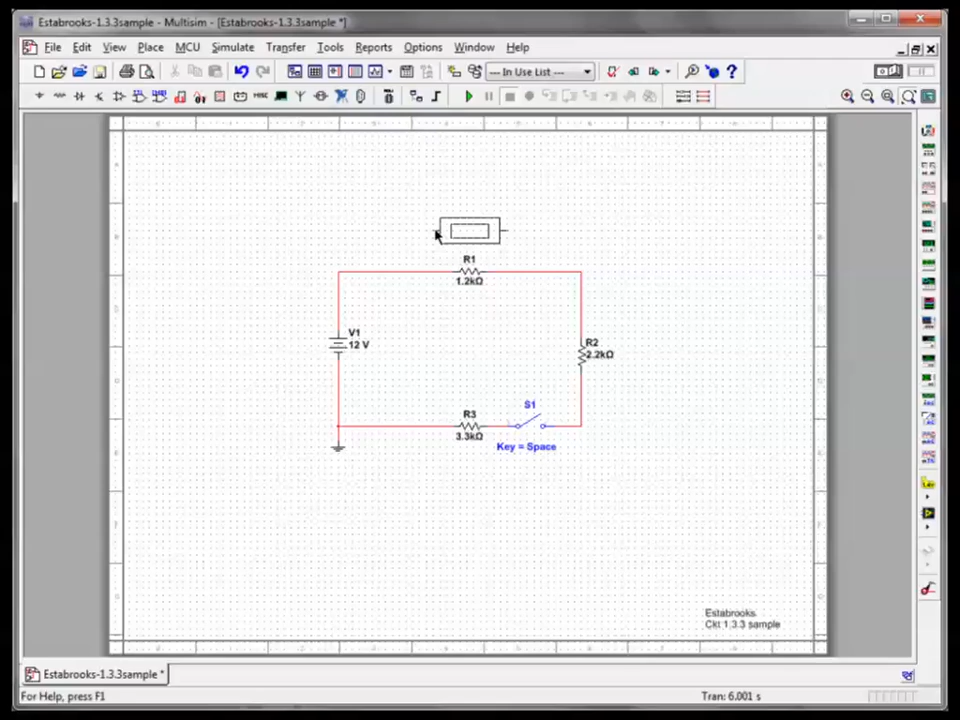 Estabrooks-1.3.3sample - Multisim - [Estabrooks-1.3.3sample *]
File Edit View Place MCU Simulate Transfer Tools Reports Options Window Help
--- In Use List ---
R1
1.2kΩ
V1
12 V
R2
2.2kΩ
S1
R3
3.3kΩ
Key = Space
Estabrooks
Ckt 1.3.3 sample
Estabrooks-1.3.3sample *
For Help, press F1
Tran: 6.001 s